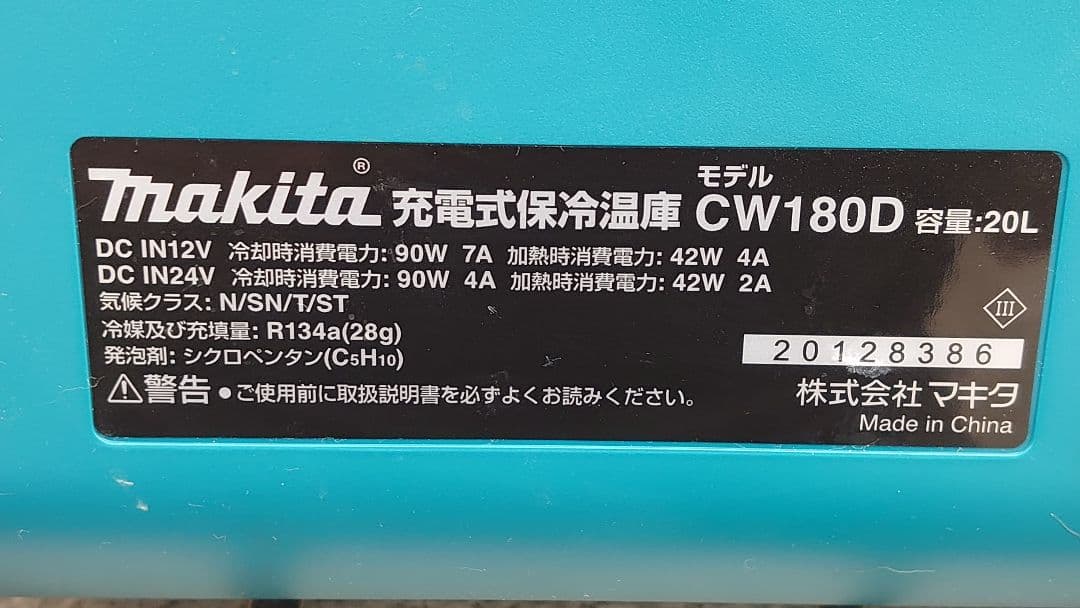 makita® 充電式保冷温庫 モデル CW180D 容量:20L
DC IN12V 冷却時消費電力: 90W 7A 加熱時消費電力: 42W 4A
DC IN24V 冷却時消費電力: 90W 4A 加熱時消費電力: 42W 2A
気候クラス: N/SN/T/ST
冷媒及び充填量: R134a(28g)
III
発泡剤: シクロペンタン(C5H10)
20128386
⚠警告 ●ご使用前に取扱説明書を必ずよくお読みください。
株式会社 マキタ
Made in China